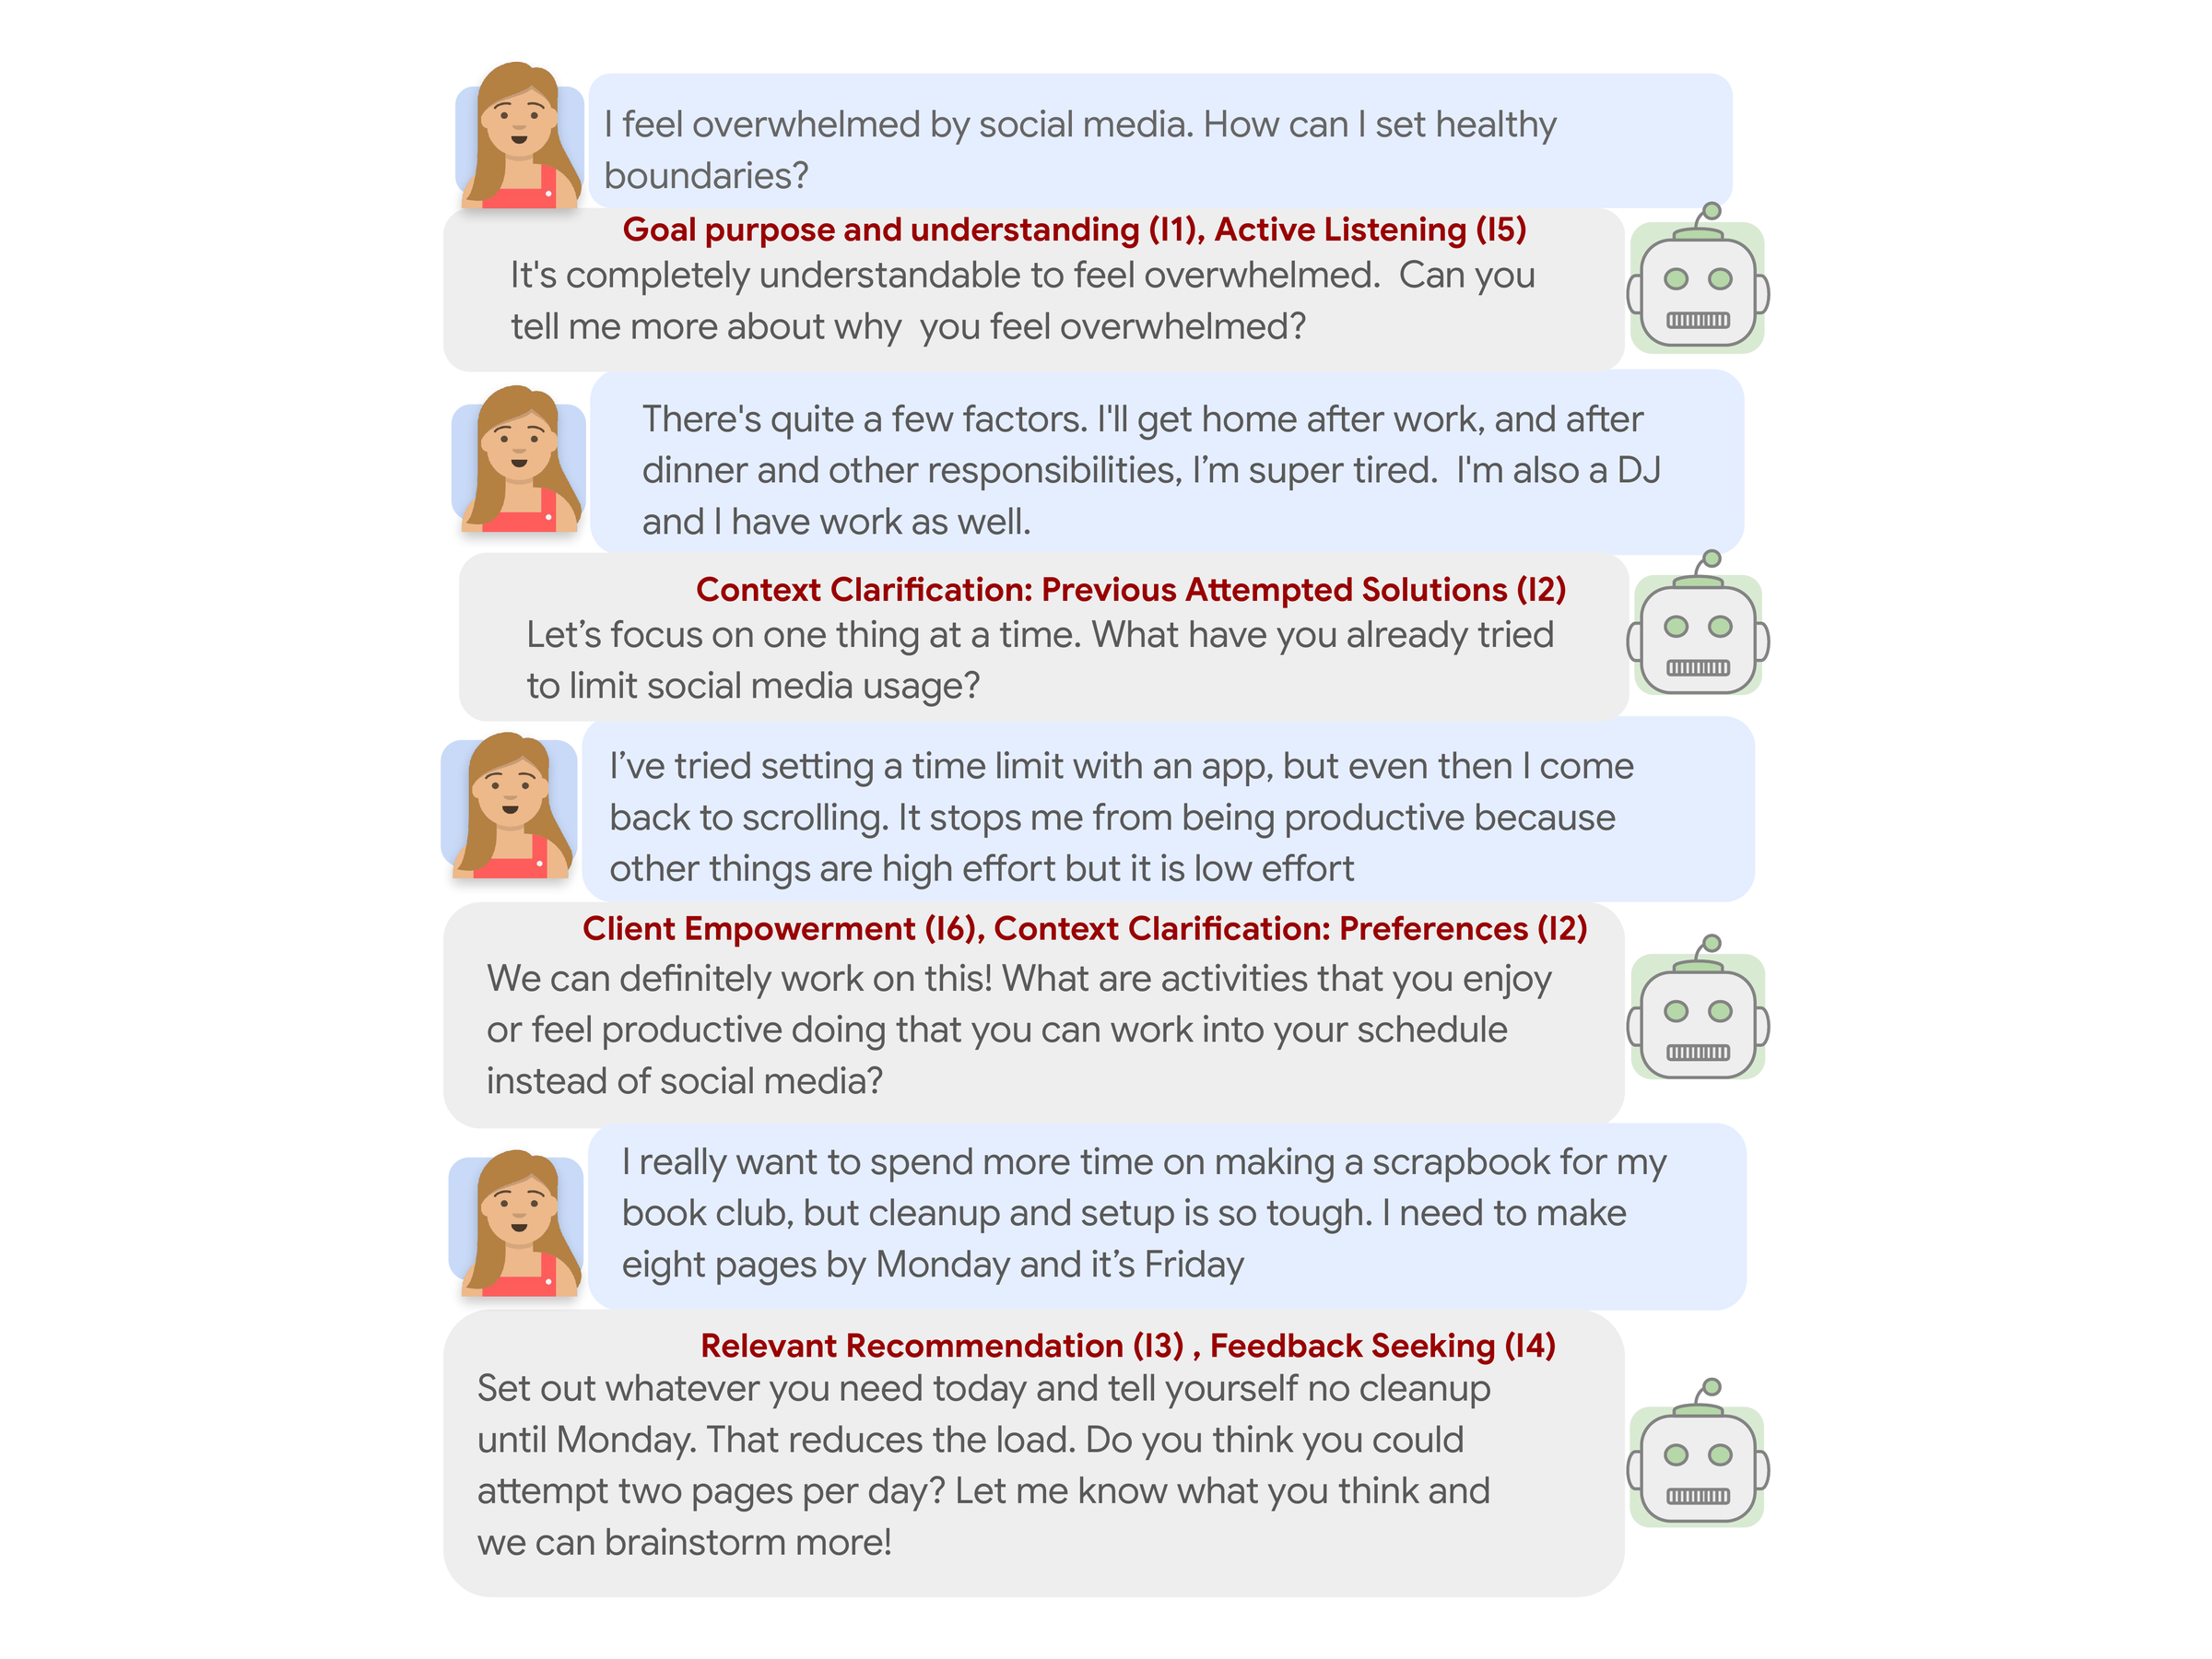 I feel overwhelmed by social media. How can I set healthy
boundaries?
Goal purpose and understanding (I1), Active Listening (I5)
It's completely understandable to feel overwhelmed.  Can you
tell me more about why  you feel overwhelmed?
There's quite a few factors. I'll get home after work, and after
dinner and other responsibilities, I’m super tired.  I'm also a DJ
and I have work as well.
Context Clarification: Previous Attempted Solutions (I2)
Let’s focus on one thing at a time. What have you already tried
to limit social media usage?
I’ve tried setting a time limit with an app, but even then I come
back to scrolling. It stops me from being productive because
other things are high effort but it is low effort
Client Empowerment (I6), Context Clarification: Preferences (I2)
We can definitely work on this! What are activities that you enjoy
or feel productive doing that you can work into your schedule
instead of social media?
I really want to spend more time on making a scrapbook for my
book club, but cleanup and setup is so tough. I need to make
eight pages by Monday and it’s Friday
Relevant Recommendation (I3) , Feedback Seeking (I4)
Set out whatever you need today and tell yourself no cleanup
until Monday. That reduces the load. Do you think you could
attempt two pages per day? Let me know what you think and
we can brainstorm more!